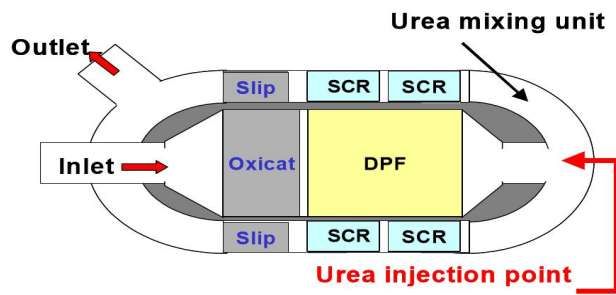 Urea mixing unit
Outlet
Slip SCR SCR
Inlet Oxicat DPF
Slip SCR SCR
Urea injection point